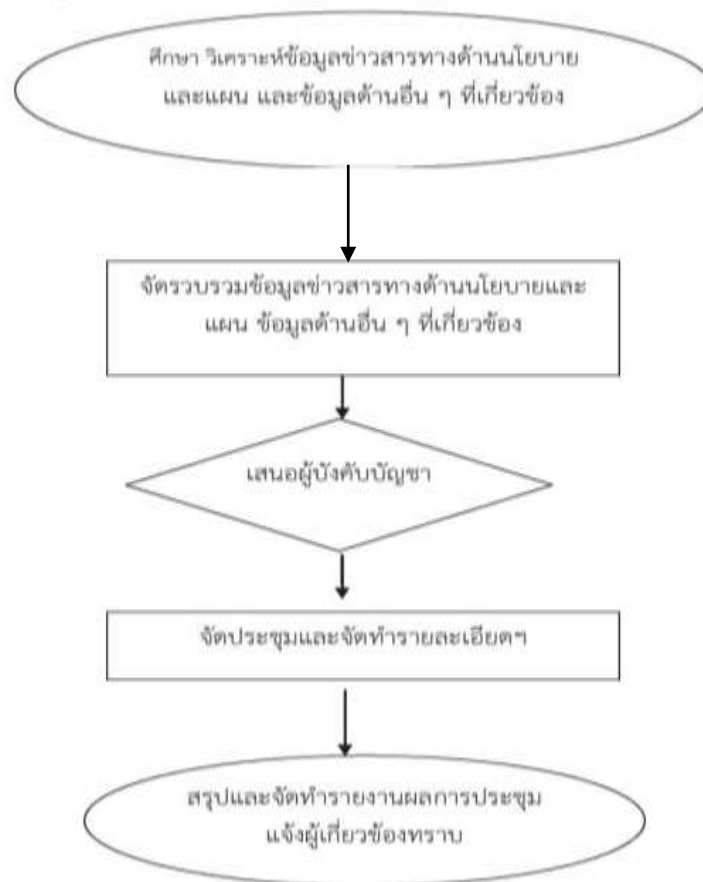 ศึกษา วิเคราะห์ข้อมูลข่าวสารทางด้านนโยบาย
และแผน และข้อมูลด้านอื่น ๆ ที่เกี่ยวข้อง
จัดรวบรวมข้อมูลข่าวสารทางด้านนโยบายและ
แผน ข้อมูลด้านอื่น ๆ ที่เกี่ยวข้อง
เสนอผู้บังคับบัญชา
จัดประชุมและจัดทำรายละเอียดฯ
สรุปและจัดทำรายงานผลการประชุม
แจ้งผู้เกี่ยวข้องทราบ